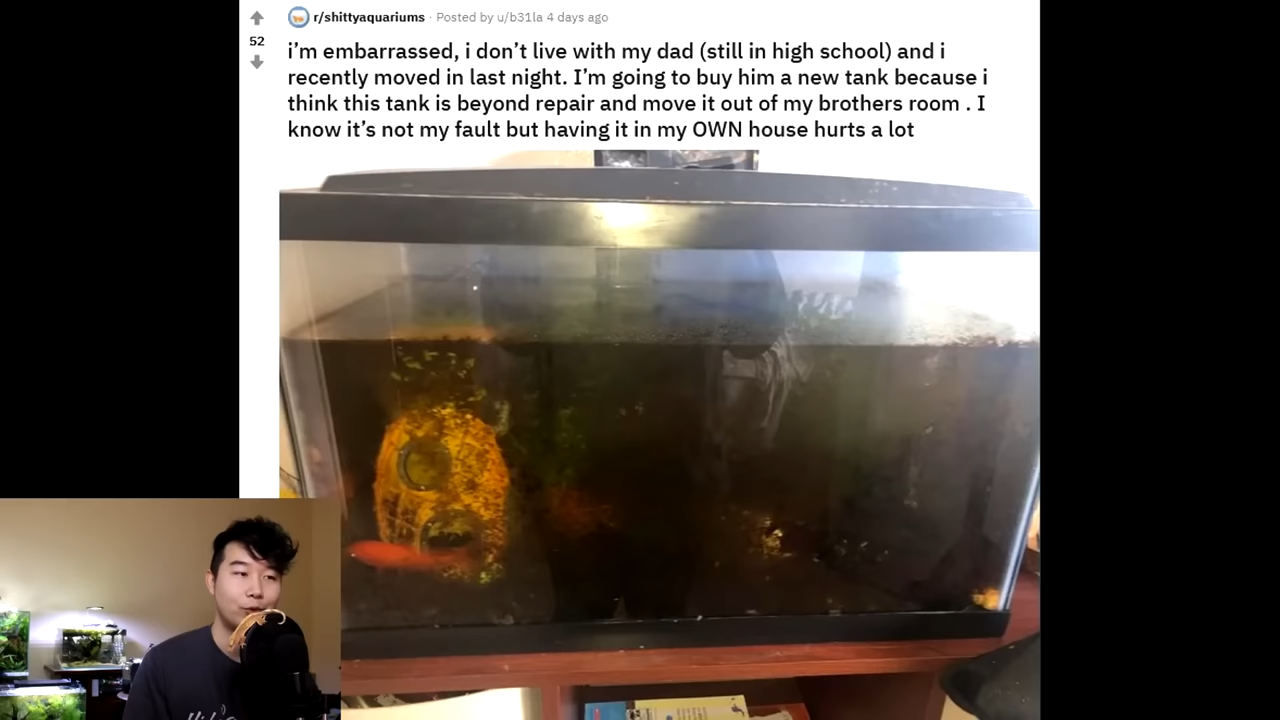 r/shittyaquariums · Posted by u/b31la 4 days ago
52
i'm embarrassed, i don't live with my dad (still in high school) and i
recently moved in last night. I'm going to buy him a new tank because i
think this tank is beyond repair and move it out of my brothers room . I
know it's not my fault but having it in my OWN house hurts a lot